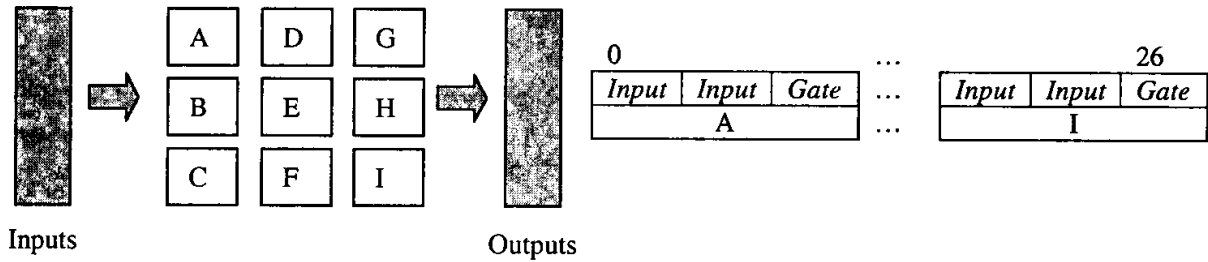 A D G
B E H
C F I
Inputs
Outputs
0 ... 26
Input Input Gate ... Input Input Gate
A ... I